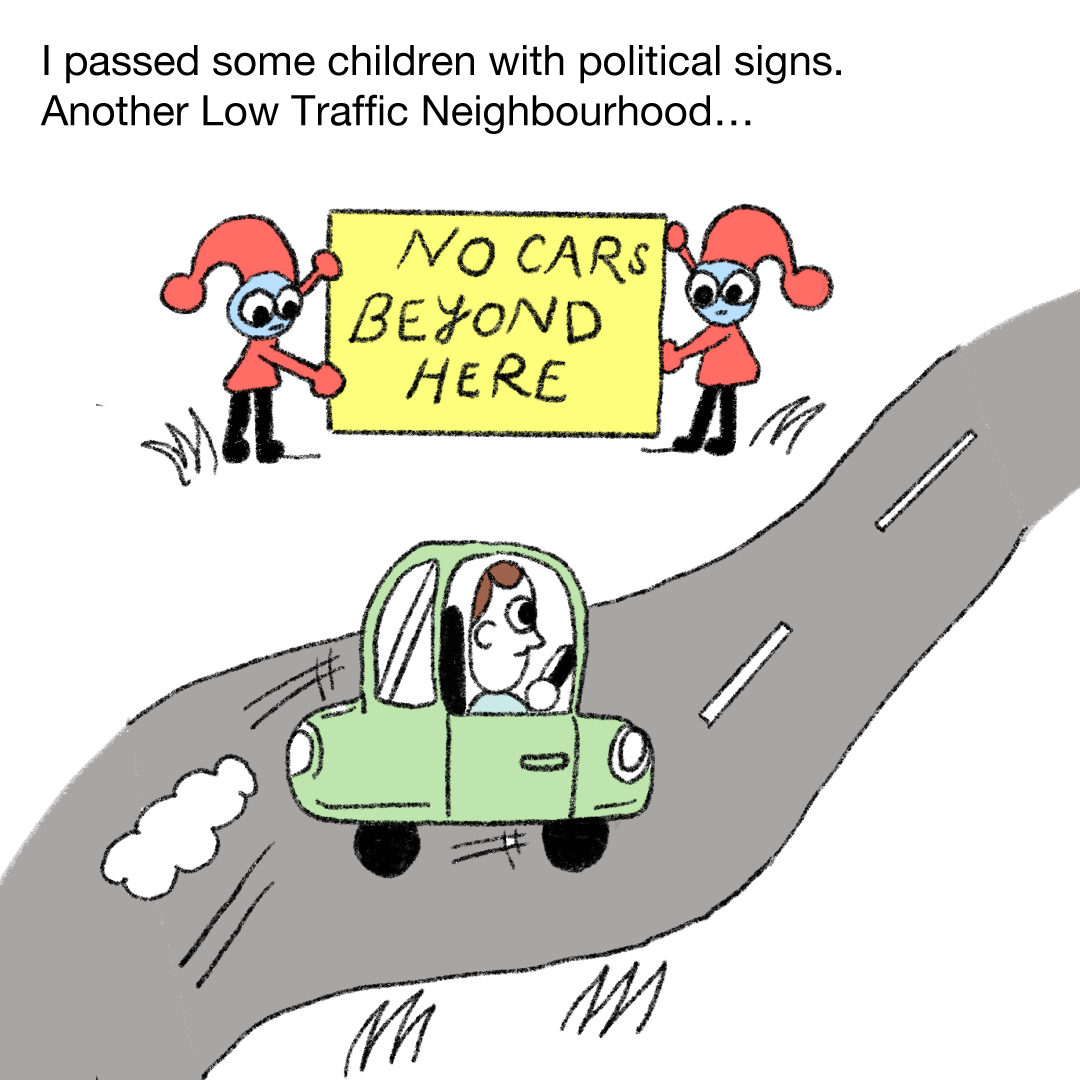 I passed some children with political signs.
Another Low Traffic Neighbourhood...
NO CARS
BEYOND
HERE